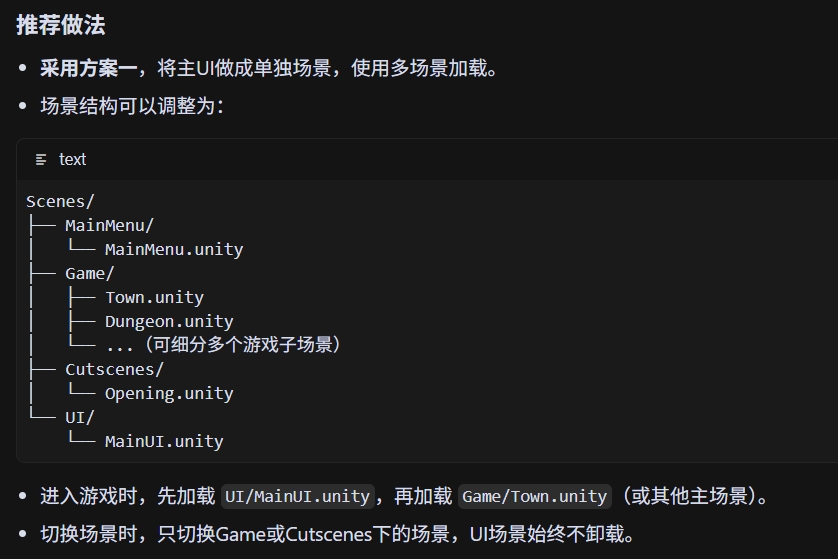 推荐做法
• 采用方案一，将主UI做成单独场景，使用多场景加载。
• 场景结构可以调整为：
text
Scenes/
├── MainMenu/
│   └── MainMenu.unity
├── Game/
│   ├── Town.unity
│   ├── Dungeon.unity
│   └── ...（可细分多个游戏子场景）
├── Cutscenes/
│   └── Opening.unity
└── UI/
    └── MainUI.unity
• 进入游戏时，先加载 UI/MainUI.unity，再加载 Game/Town.unity（或其他主场景）。
• 切换场景时，只切换Game或Cutscenes下的场景，UI场景始终不卸载。